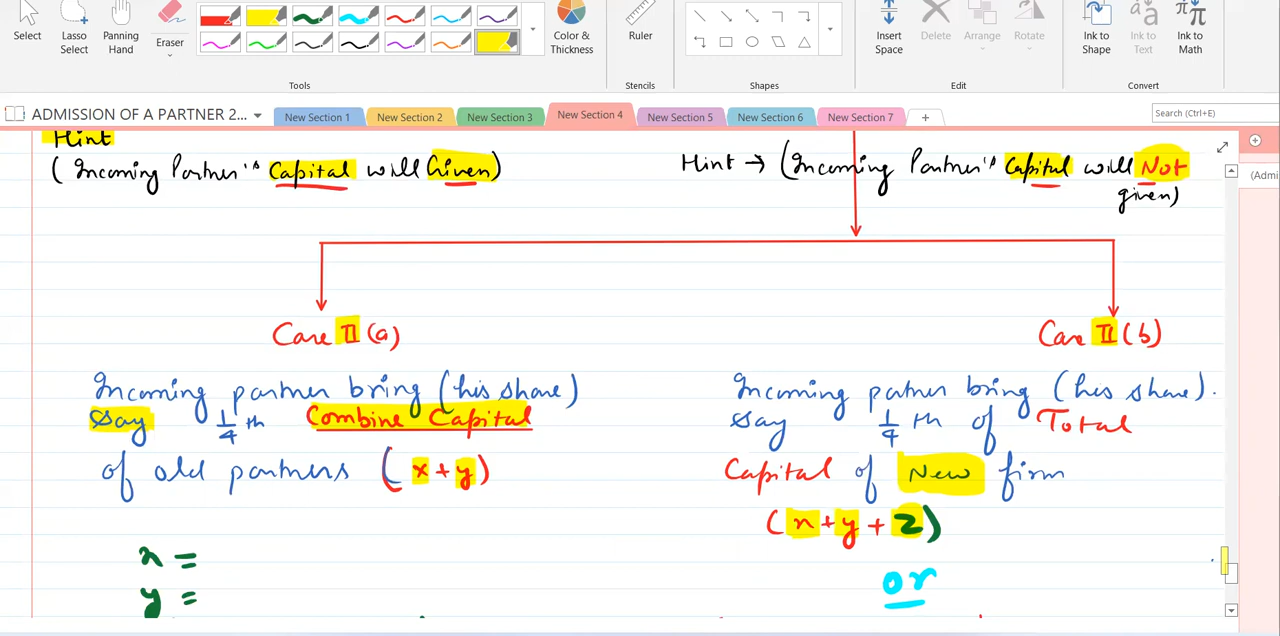 Select
Lasso Select
Panning Hand
Eraser
Color & Thickness
Ruler
Insert Space
Delete
Arrange
Rotate
Ink to Shape
Ink to Text
Ink to Math
Tools
Stencils
Shapes
Edit
Convert
ADMISSION OF A PARTNER 2...
New Section 1
New Section 2
New Section 3
New Section 4
New Section 5
New Section 6
New Section 7
+
Search (Ctrl+E)
(Admi
Hint
(Incoming Partner's Capital will Given)
Hint → (Incoming Partner's Capital will Not
given)
Case II (a)
Incoming partner bring (his share)
Say 1/4 th Combine Capital
of old partners (x+y)
x =
y =
Case II (b)
Incoming partner bring (his share).
Say 1/4 th of Total
Capital of New firm
(x+y+z)
or